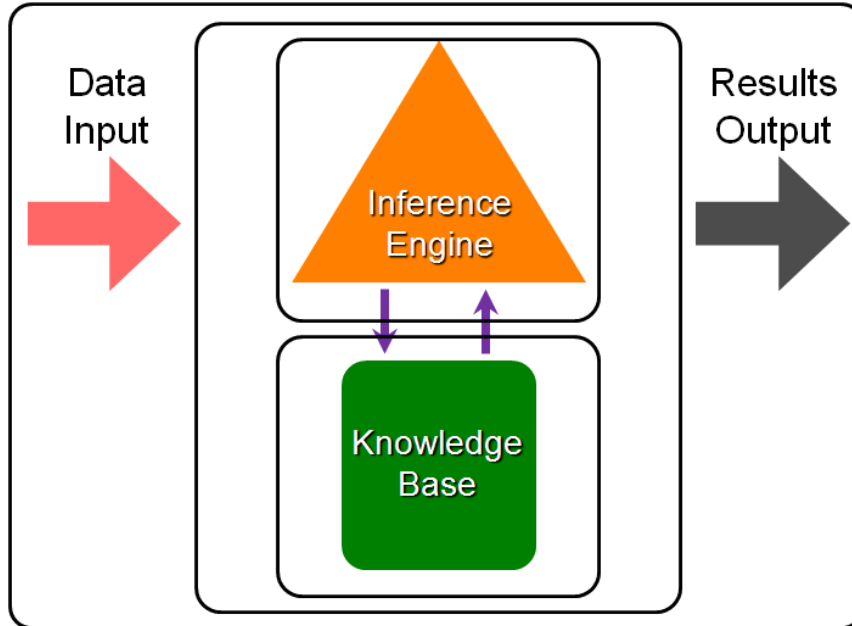 Data
Input
Inference
Engine
Knowledge
Base
Results
Output